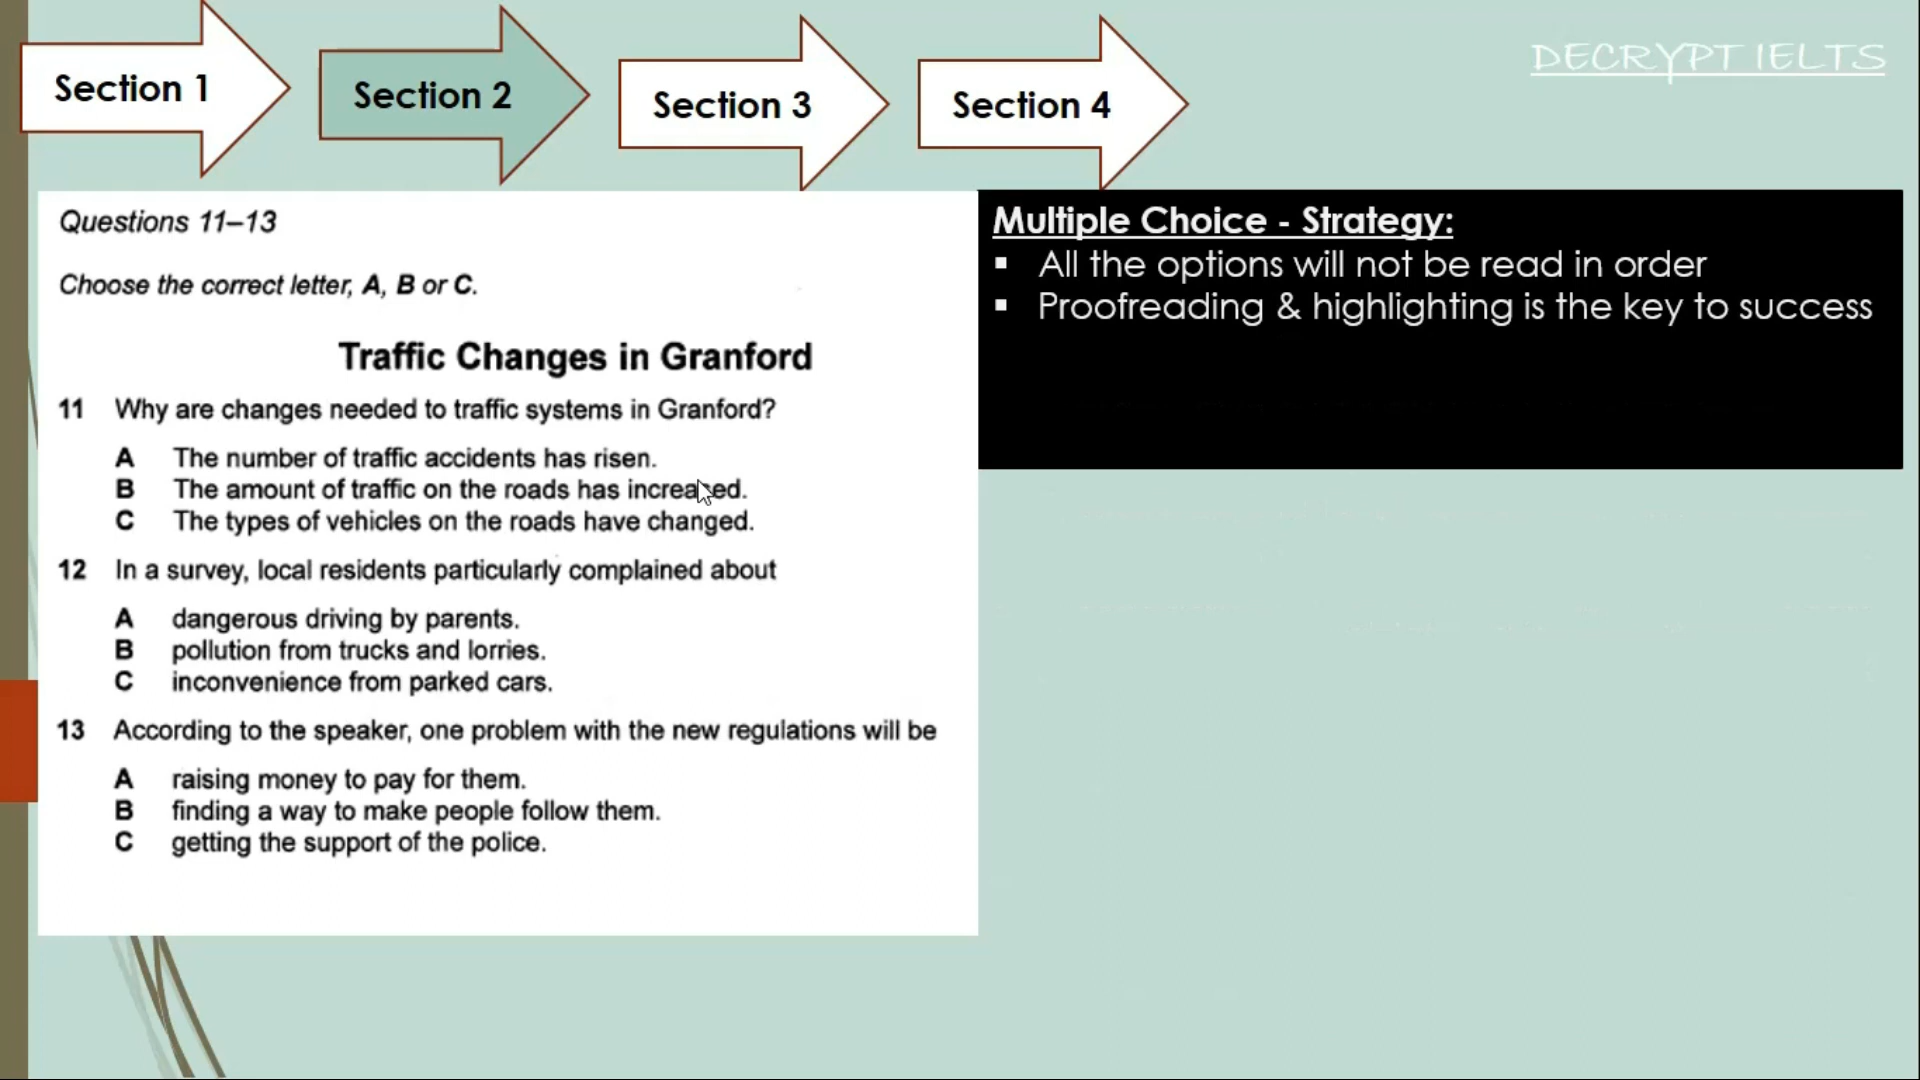 Section 1
Section 2
Section 3
Section 4
DECRYPT IELTS
Questions 11–13
Choose the correct letter, A, B or C.
Traffic Changes in Granford
11 Why are changes needed to traffic systems in Granford?
A The number of traffic accidents has risen.
B The amount of traffic on the roads has increased.
C The types of vehicles on the roads have changed.
12 In a survey, local residents particularly complained about
A dangerous driving by parents.
B pollution from trucks and lorries.
C inconvenience from parked cars.
13 According to the speaker, one problem with the new regulations will be
A raising money to pay for them.
B finding a way to make people follow them.
C getting the support of the police.
Multiple Choice - Strategy:
▪ All the options will not be read in order
▪ Proofreading & highlighting is the key to success